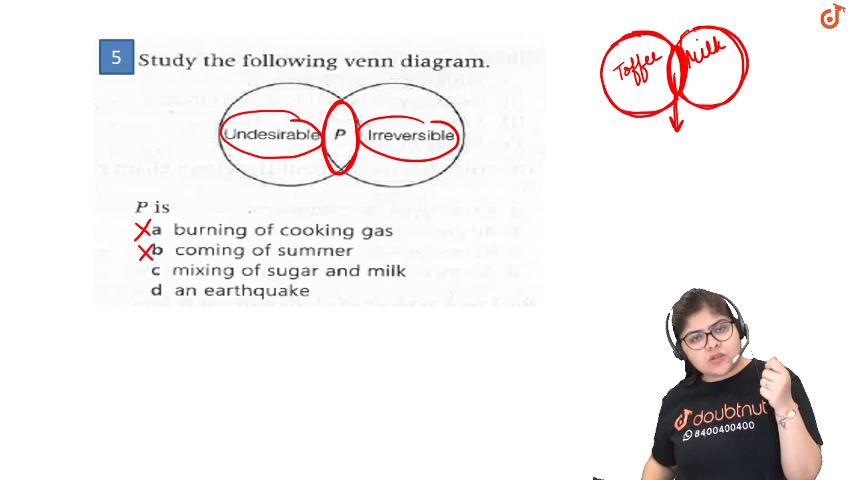 5 Study the following venn diagram.
Undesirable P Irreversible
P is
a burning of cooking gas
b coming of summer
c mixing of sugar and milk
d an earthquake
Toffee Milk
doubtnut
8400400400